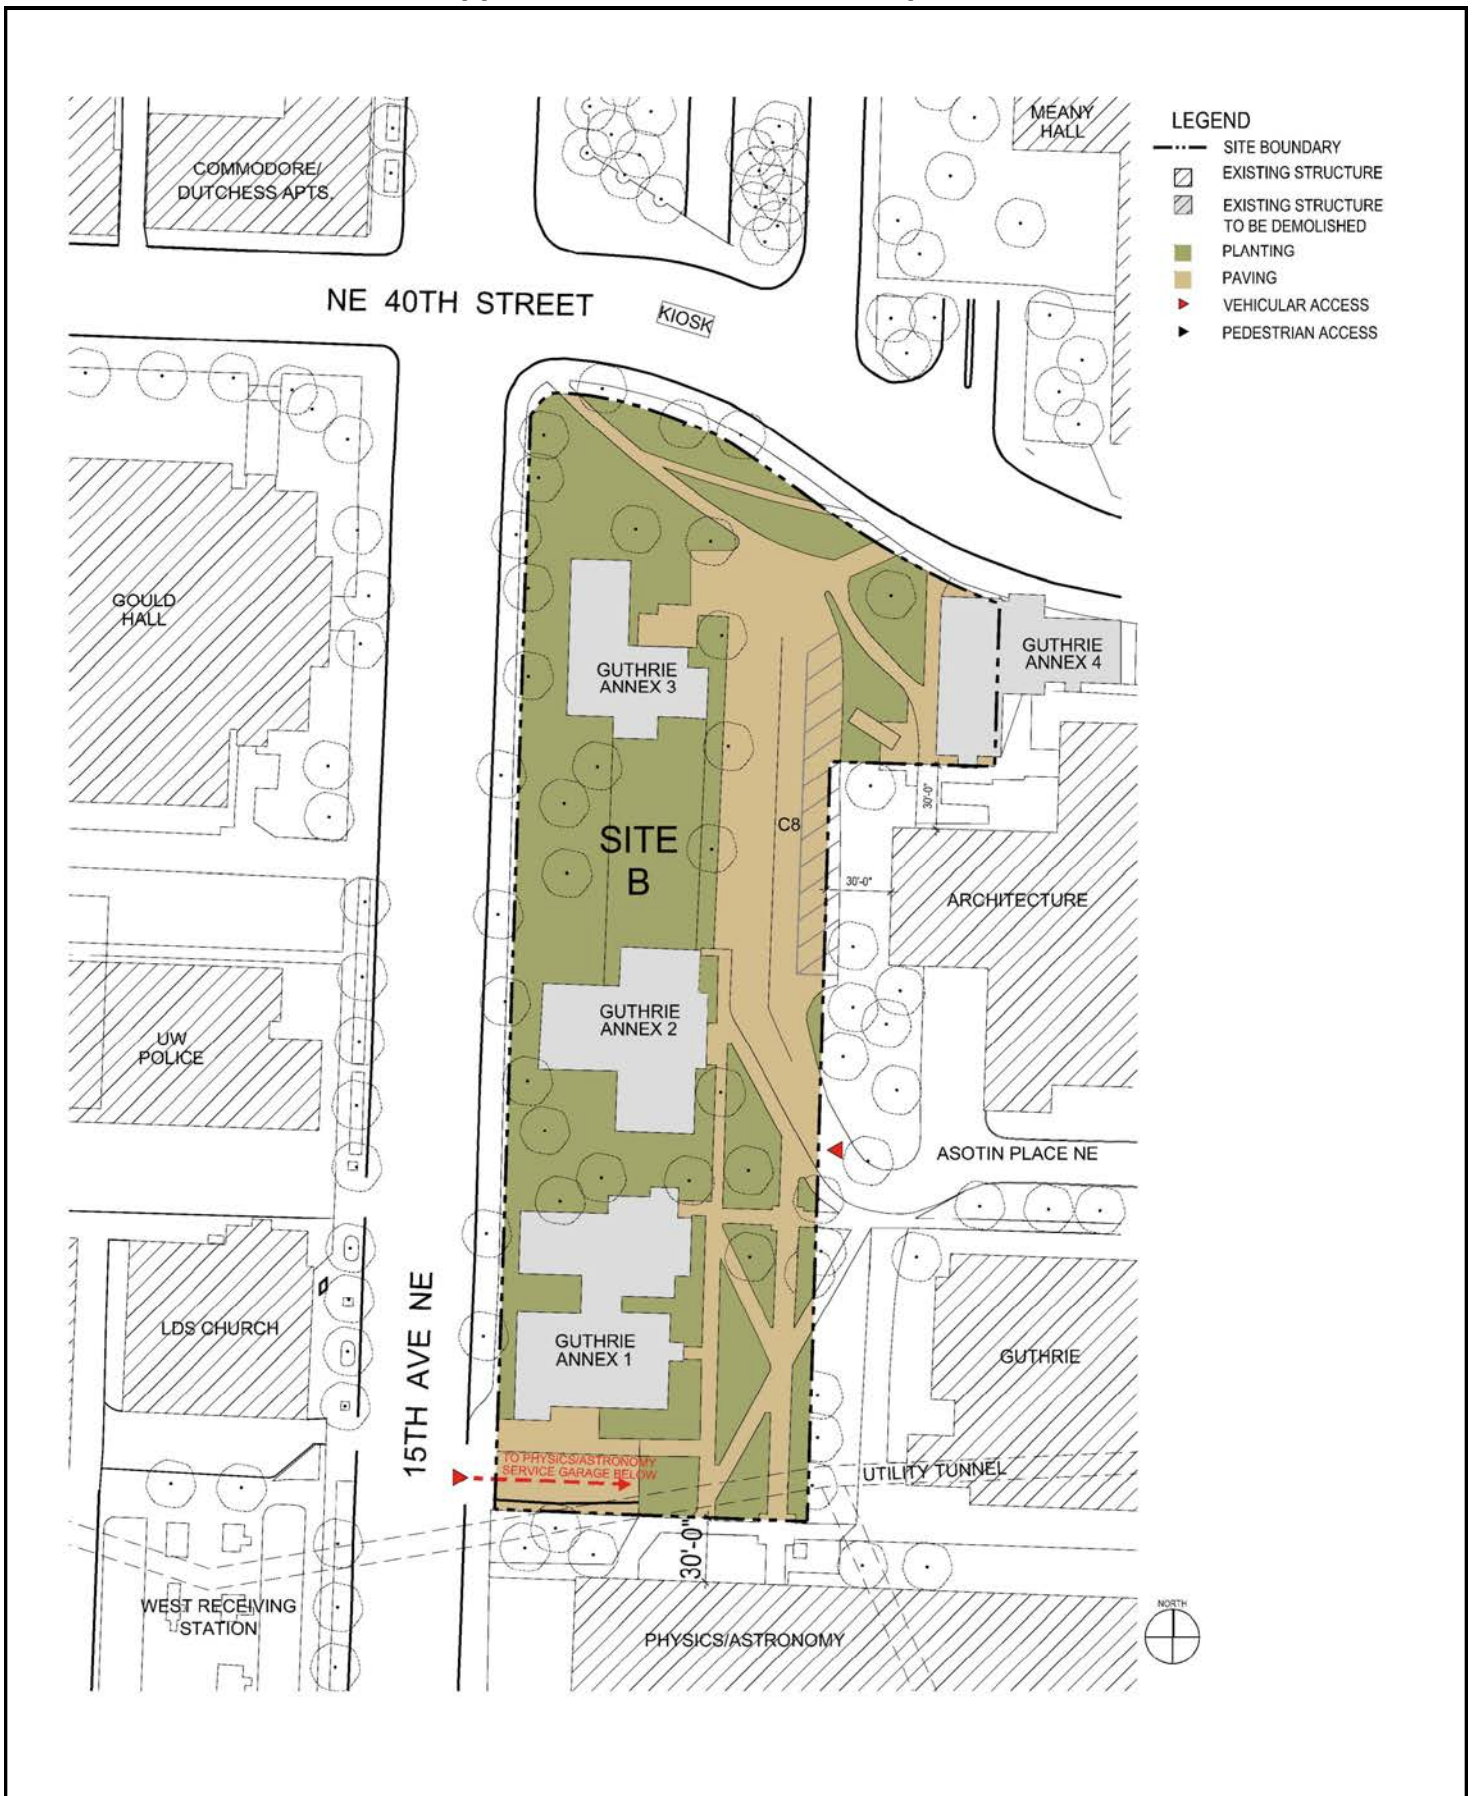 MEANY
HALL
LEGEND
SITE BOUNDARY
EXISTING STRUCTURE
EXISTING STRUCTURE
TO BE DEMOLISHED
PLANTING
PAVING
VEHICULAR ACCESS
PEDESTRIAN ACCESS
COMMODORE/
DUTCHESS APTS.
NE 40TH STREET
KIOSK
GOULD
HALL
GUTHRIE
ANNEX 4
GUTHRIE
ANNEX 3
30'-0"
C8
SITE
B
30'-0"
ARCHITECTURE
GUTHRIE
ANNEX 2
UW
POLICE
ASOTIN PLACE NE
15TH AVE NE
LDS CHURCH
GUTHRIE
ANNEX 1
GUTHRIE
TO PHYSICS/ASTRONOMY
SERVICE GARAGE BELOW
UTILITY TUNNEL
30'-0"
WEST RECEIVING
STATION
PHYSICS/ASTRONOMY
NORTH